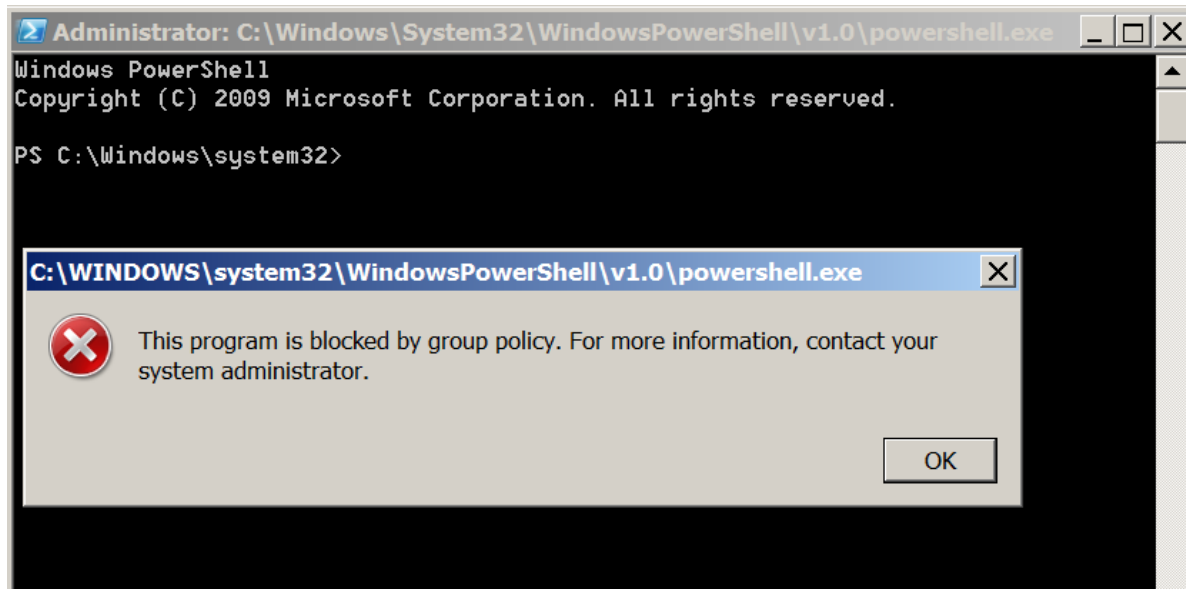 Administrator: C:\Windows\System32\WindowsPowerShell\v1.0\powershell.exe
Windows PowerShell
Copyright (C) 2009 Microsoft Corporation. All rights reserved.
PS C:\Windows\system32>
C:\WINDOWS\system32\WindowsPowerShell\v1.0\powershell.exe
This program is blocked by group policy. For more information, contact your
system administrator.
OK